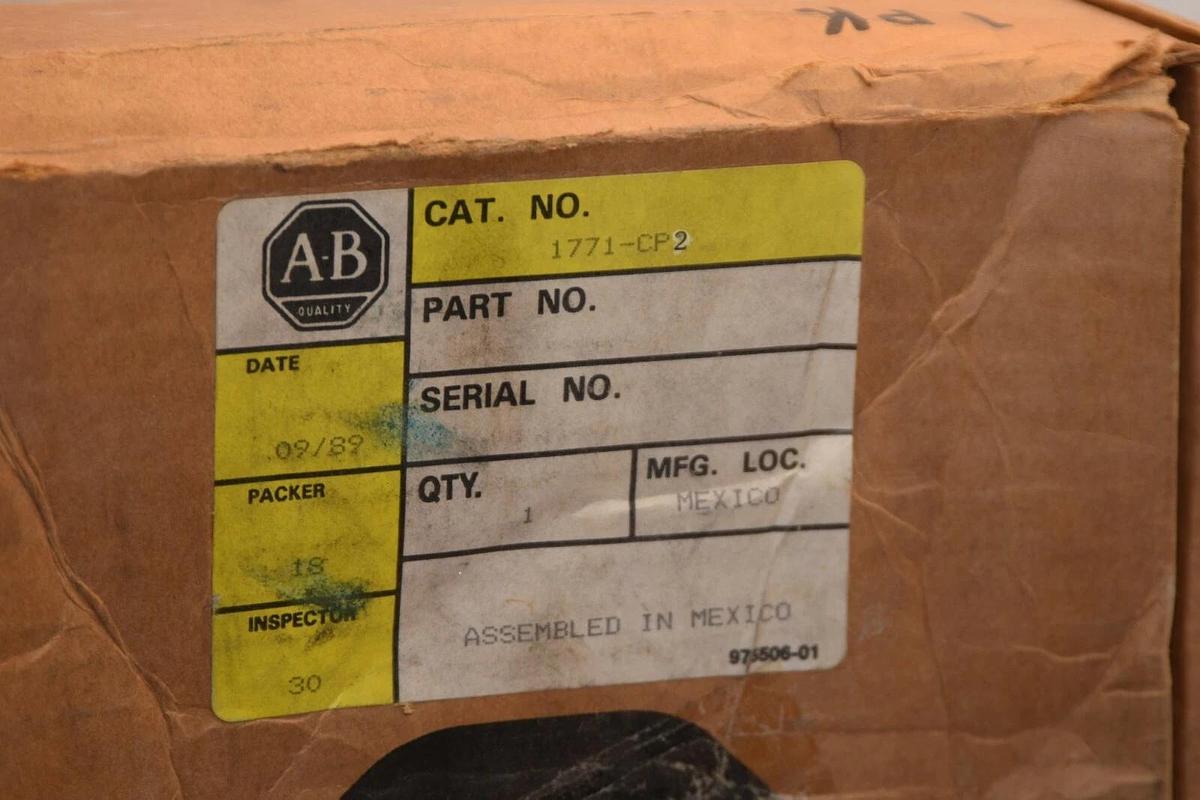 1 PK
A-B
QUALITY
CAT. NO.
1771-CP2
PART NO.
SERIAL NO.
DATE
09/89
QTY.
1
MFG. LOC.
MEXICO
PACKER
18
INSPECTOR
30
ASSEMBLED IN MEXICO
975506-01